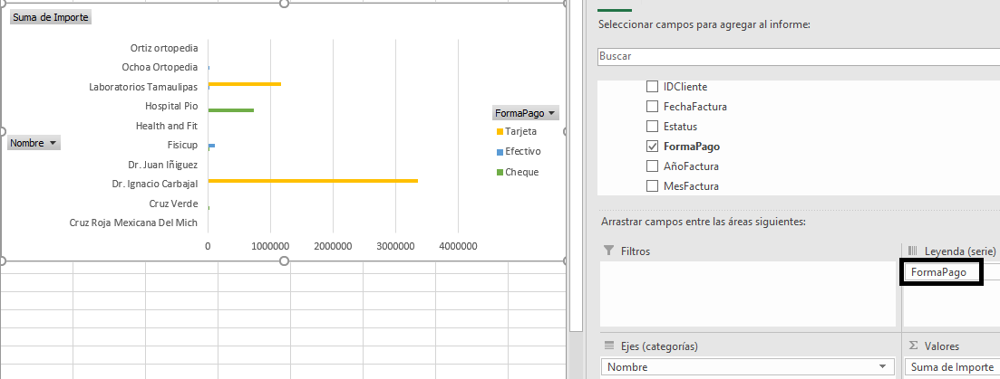 Suma de Importe
Ortiz ortopedia
Ochoa Ortopedia
Laboratorios Tamaulipas
Hospital Pio
Health and Fit
Fisicup
Dr. Juan Iñiguez
Dr. Ignacio Carbajal
Cruz Verde
Cruz Roja Mexicana Del Mich
Nombre
0 1000000 2000000 3000000 4000000
FormaPago
Tarjeta
Efectivo
Cheque
Seleccionar campos para agregar al informe:
Buscar
IDCliente
FechaFactura
Estatus
FormaPago
AñoFactura
MesFactura
Arrastrar campos entre las áreas siguientes:
Filtros
Leyenda (serie)
FormaPago
Ejes (categorías)
Nombre
Σ Valores
Suma de Importe